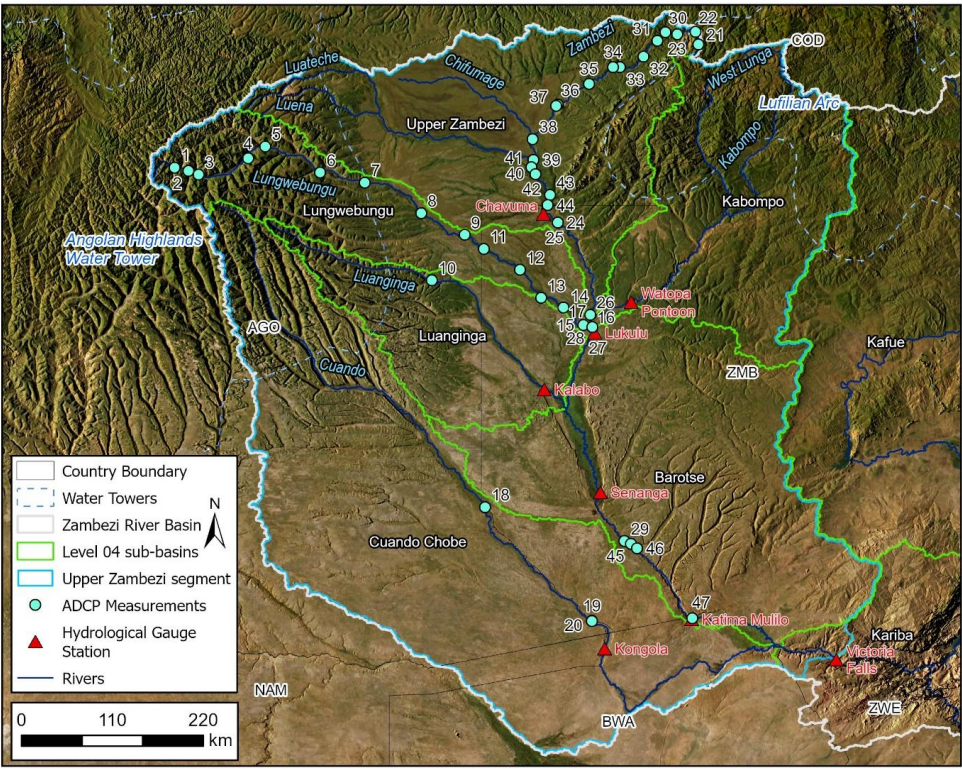 30
22
31
21
23
COD
Zambezi
34
33
32
West Lunga
Luateche
Chifumage
35
Luena
36
37
Lufilian Arc
Upper Zambezi
38
Kabompo
5
4
1
2
3
6
7
41
39
40
Lungwebungu
Lungwebungu
42
43
44
Chavuma
Kabompo
8
25
24
9
11
Angolan Highlands
Water Tower
10
12
Luanginga
13
14
17
26
Watopa
Pontoon
15
16
28
Lukulu
27
AGO
Luanginga
Kafue
Cuando
ZMB
Kalabo
Barotse
18
Senanga
Cuando Chobe
29
45
46
19
20
47
Katima Mulilo
Kongola
Kariba
Victoria
Falls
NAM
BWA
ZWE
Country Boundary
Water Towers
N
Zambezi River Basin
Level 04 sub-basins
Upper Zambezi segment
ADCP Measurements
Hydrological Gauge
Station
Rivers
0 110 220
km